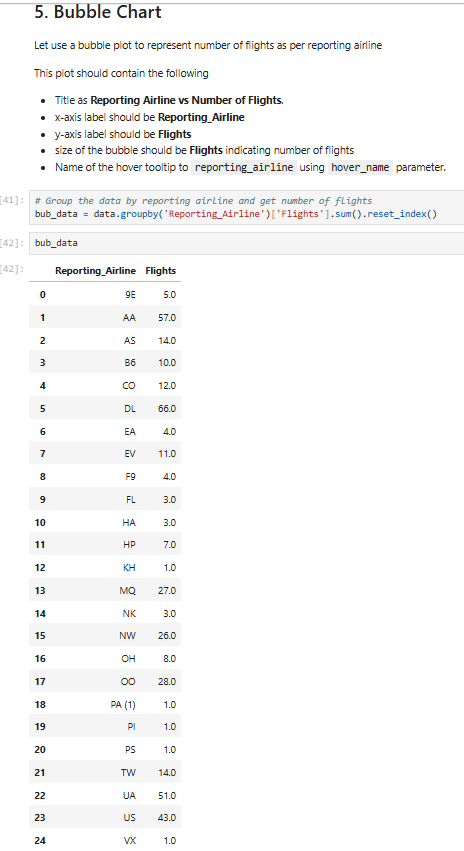 5. Bubble Chart
Let use a bubble plot to represent number of flights as per reporting airline
This plot should contain the following
• Title as Reporting Airline vs Number of Flights.
• x-axis label should be Reporting_Airline
• y-axis label should be Flights
• size of the bubble should be Flights indicating number of flights
• Name of the hover tooltip to reporting_airline using hover_name parameter.
[41]: # Group the data by reporting airline and get number of flights
bub_data = data.groupby('Reporting_Airline')['Flights'].sum().reset_index()
[42]: bub_data
[42]: Reporting_Airline Flights
0 9E 5.0
1 AA 57.0
2 AS 14.0
3 B6 10.0
4 CO 12.0
5 DL 66.0
6 EA 4.0
7 EV 11.0
8 F9 4.0
9 FL 3.0
10 HA 3.0
11 HP 7.0
12 KH 1.0
13 MQ 27.0
14 NK 3.0
15 NW 26.0
16 OH 8.0
17 OO 28.0
18 PA (1) 1.0
19 PI 1.0
20 PS 1.0
21 TW 14.0
22 UA 51.0
23 US 43.0
24 VX 1.0